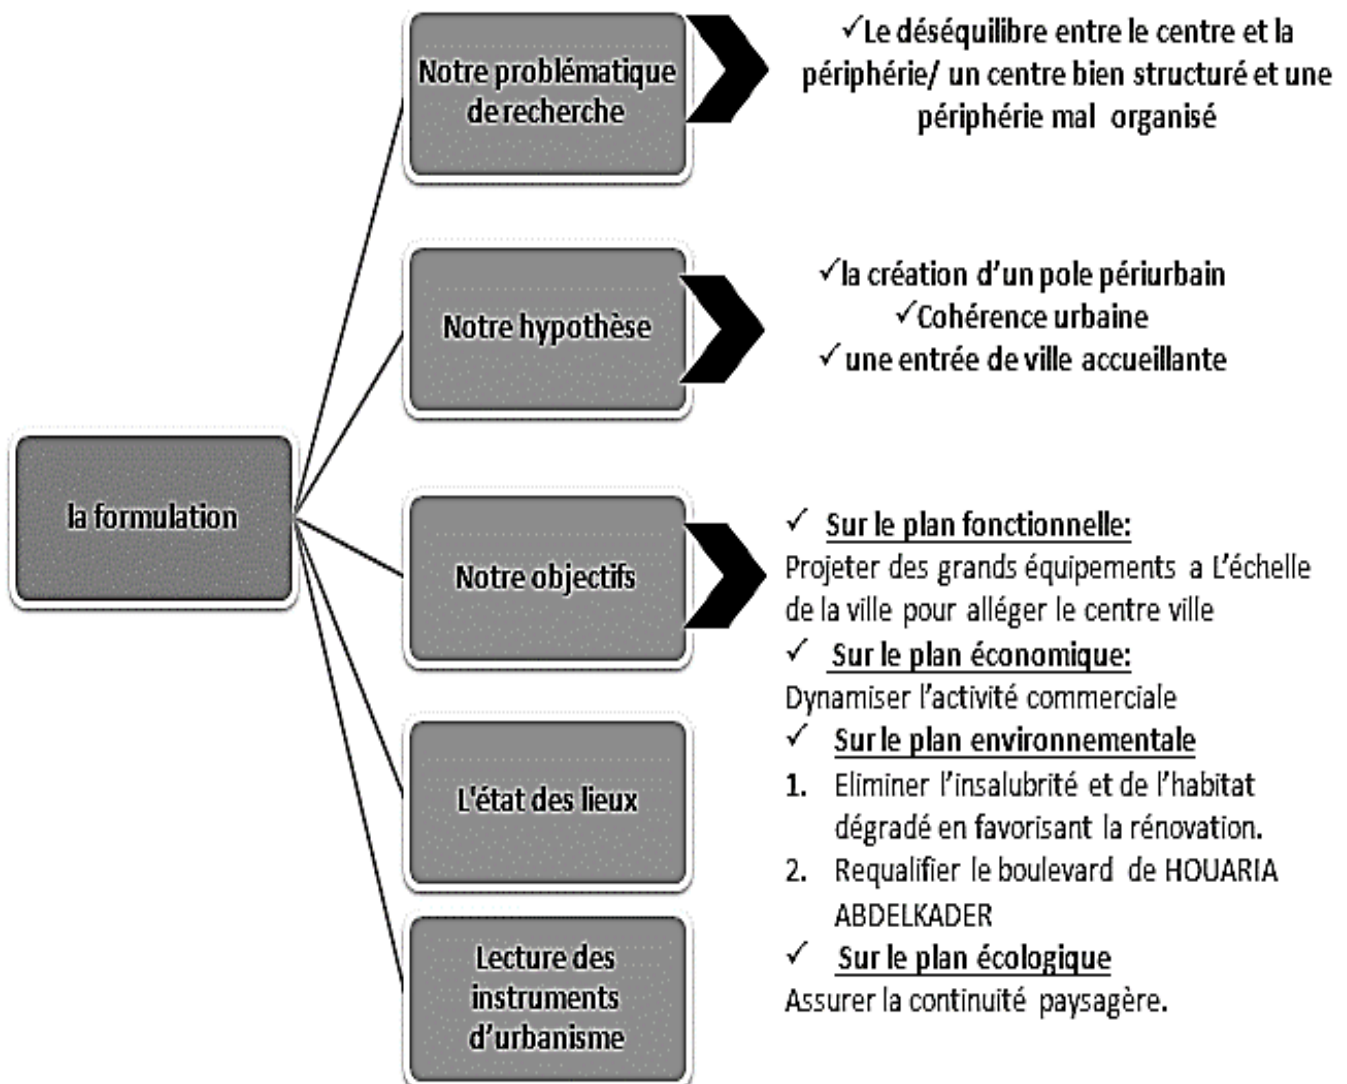 la formulation
Notre problématique
de recherche
✓Le déséquilibre entre le centre et la
périphérie/ un centre bien structuré et une
périphérie mal organisé
Notre hypothèse
✓la création d'un pole périurbain
✓Cohérence urbaine
✓ une entrée de ville accueillante
Notre objectifs
✓ Sur le plan fonctionnelle:
Projeter des grands équipements a L'échelle
de la ville pour alléger le centre ville
✓ Sur le plan économique:
Dynamiser l'activité commerciale
✓ Sur le plan environnementale
1. Eliminer l'insalubrité et de l'habitat
dégradé en favorisant la rénovation.
2. Requalifier le boulevard de HOUARIA
ABDELKADER
✓ Sur le plan écologique
Assurer la continuité paysagère.
L'état des lieux
Lecture des
instruments
d'urbanisme